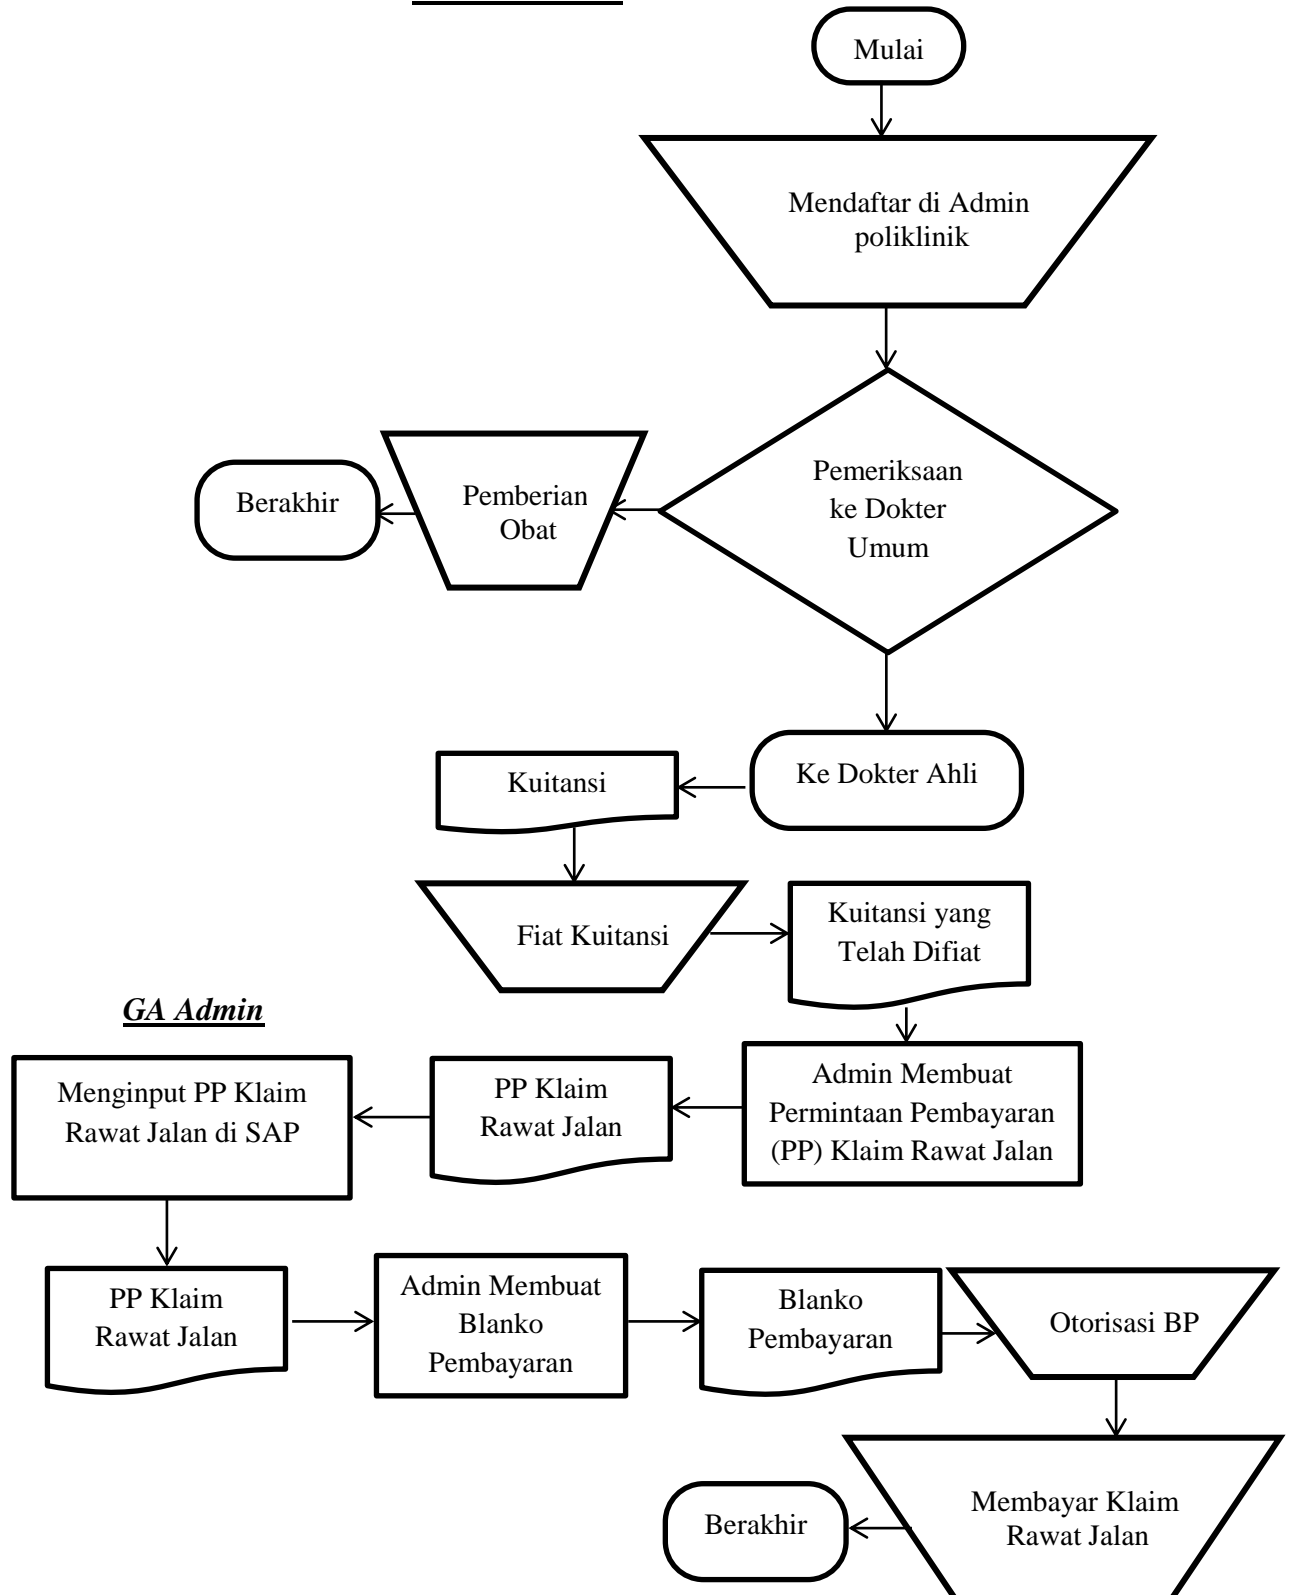 Mulai
Mendaftar di Admin
poliklinik
Pemeriksaan
ke Dokter
Umum
Pemberian
Obat
Berakhir
Ke Dokter Ahli
Kuitansi
Fiat Kuitansi
Kuitansi yang
Telah Difiat
GA Admin
Admin Membuat
Permintaan Pembayaran
(PP) Klaim Rawat Jalan
PP Klaim
Rawat Jalan
Menginput PP Klaim
Rawat Jalan di SAP
PP Klaim
Rawat Jalan
Admin Membuat
Blanko
Pembayaran
Blanko
Pembayaran
Otorisasi BP
Membayar Klaim
Rawat Jalan
Berakhir